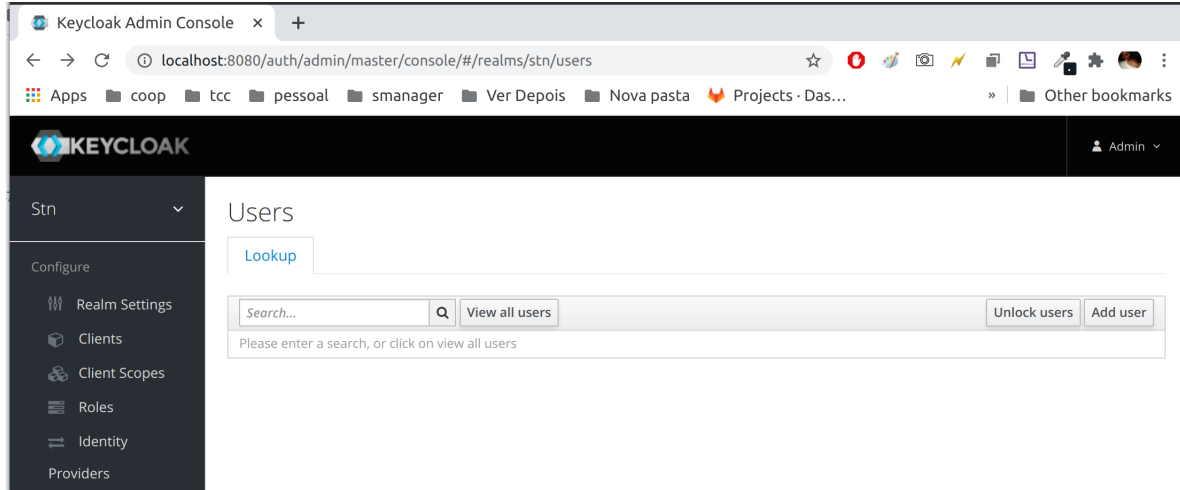 Keycloak Admin Console
localhost:8080/auth/admin/master/console/#/realms/stn/users
Apps coop tcc pessoal smanager Ver Depois Nova pasta Projects · Das... » Other bookmarks
KEYCLOAK Admin
Stn
Users
Lookup
Configure
Realm Settings
Search... View all users Unlock users Add user
Please enter a search, or click on view all users
Clients
Client Scopes
Roles
Identity
Providers